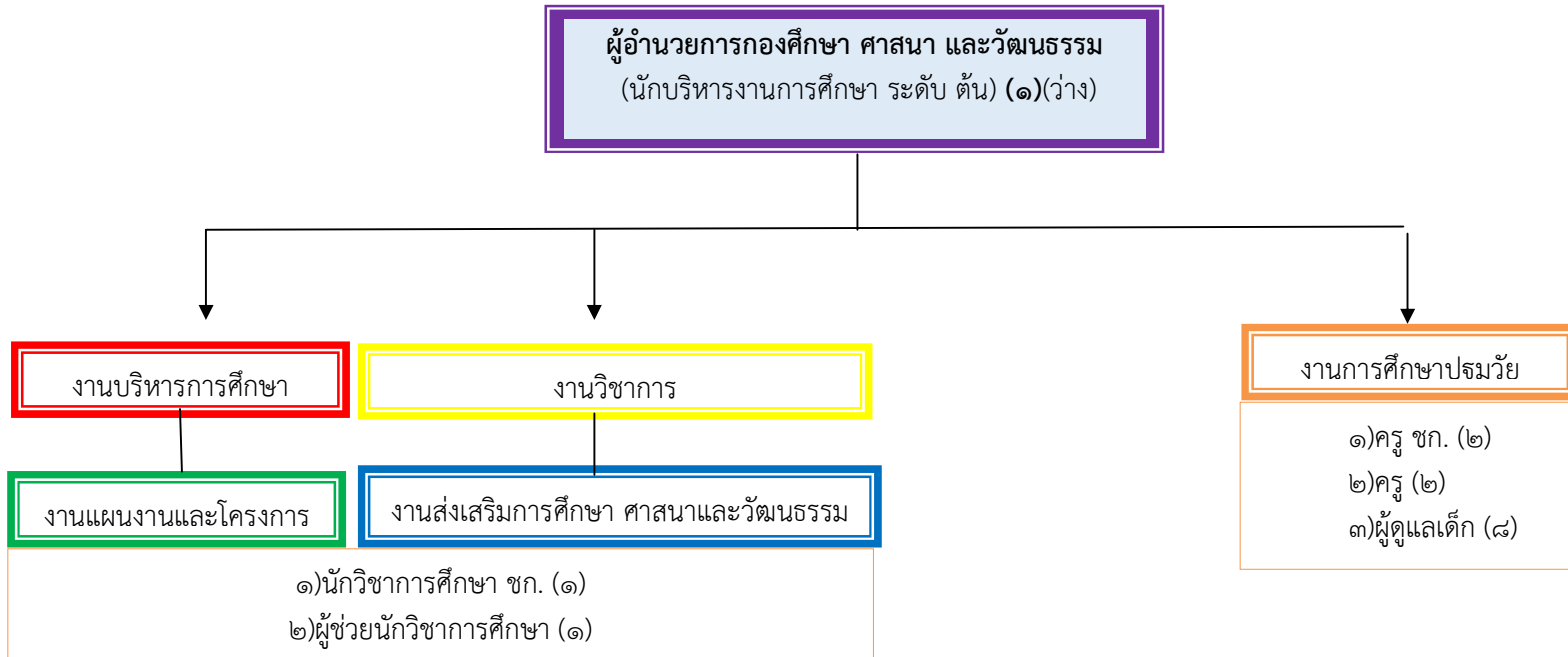 ผู้อำนวยการกองศึกษา ศาสนา และวัฒนธรรม
(นักบริหารงานการศึกษา ระดับ ต้น) (๑)(ว่าง)
งานบริหารการศึกษา
งานวิชาการ
งานการศึกษาปฐมวัย
งานแผนงานและโครงการ
งานส่งเสริมการศึกษา ศาสนาและวัฒนธรรม
๑)นักวิชาการศึกษา ชก. (๑)
๒)ผู้ช่วยนักวิชาการศึกษา (๑)
๑)ครู ชก. (๒)
๒)ครู (๒)
๓)ผู้ดูแลเด็ก (๘)